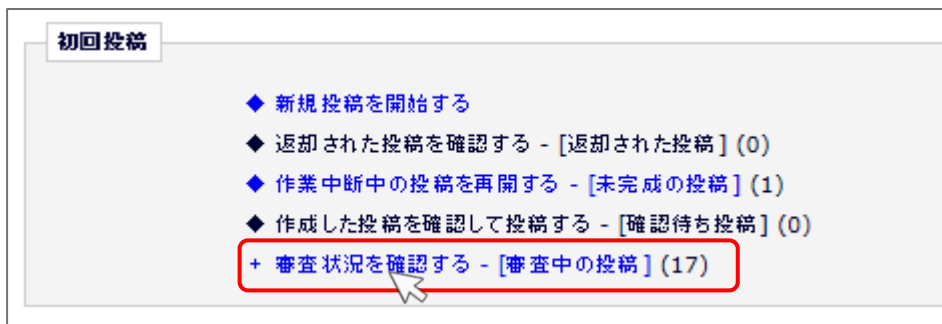 初回投稿
◆ 新規投稿を開始する
◆ 返却された投稿を確認する - [返却された投稿] (0)
◆ 作業中断中の投稿を再開する - [未完成の投稿] (1)
◆ 作成した投稿を確認して投稿する - [確認待ち投稿] (0)
+ 審査状況を確認する - [審査中の投稿] (17)